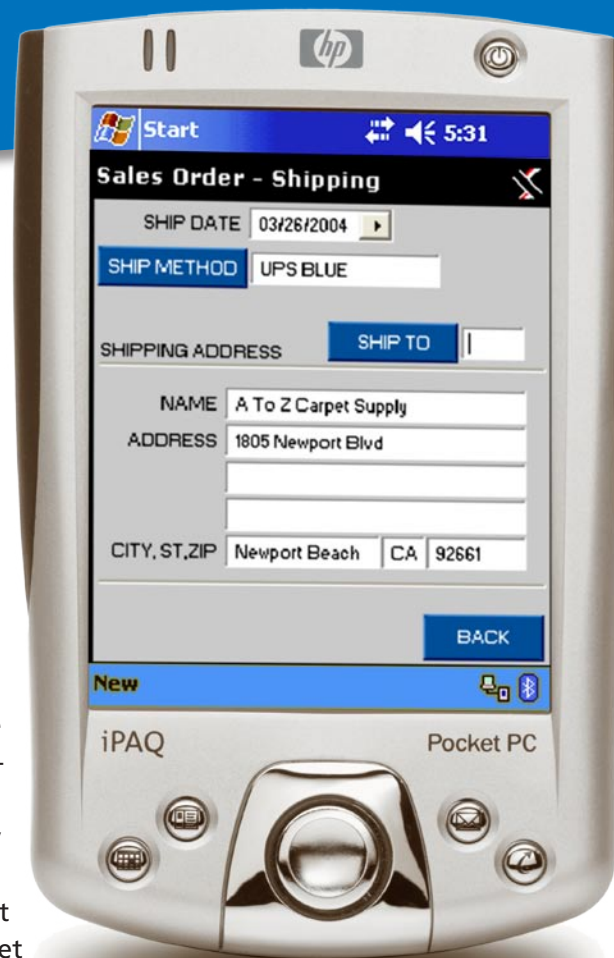 hp
Start 5:31
Sales Order - Shipping
SHIP DATE 03/26/2004
SHIP METHOD UPS BLUE
SHIPPING ADDRESS SHIP TO
NAME A To Z Carpet Supply
ADDRESS 1805 Newport Blvd
CITY, ST, ZIP Newport Beach CA 92661
BACK
New
iPAQ Pocket PC